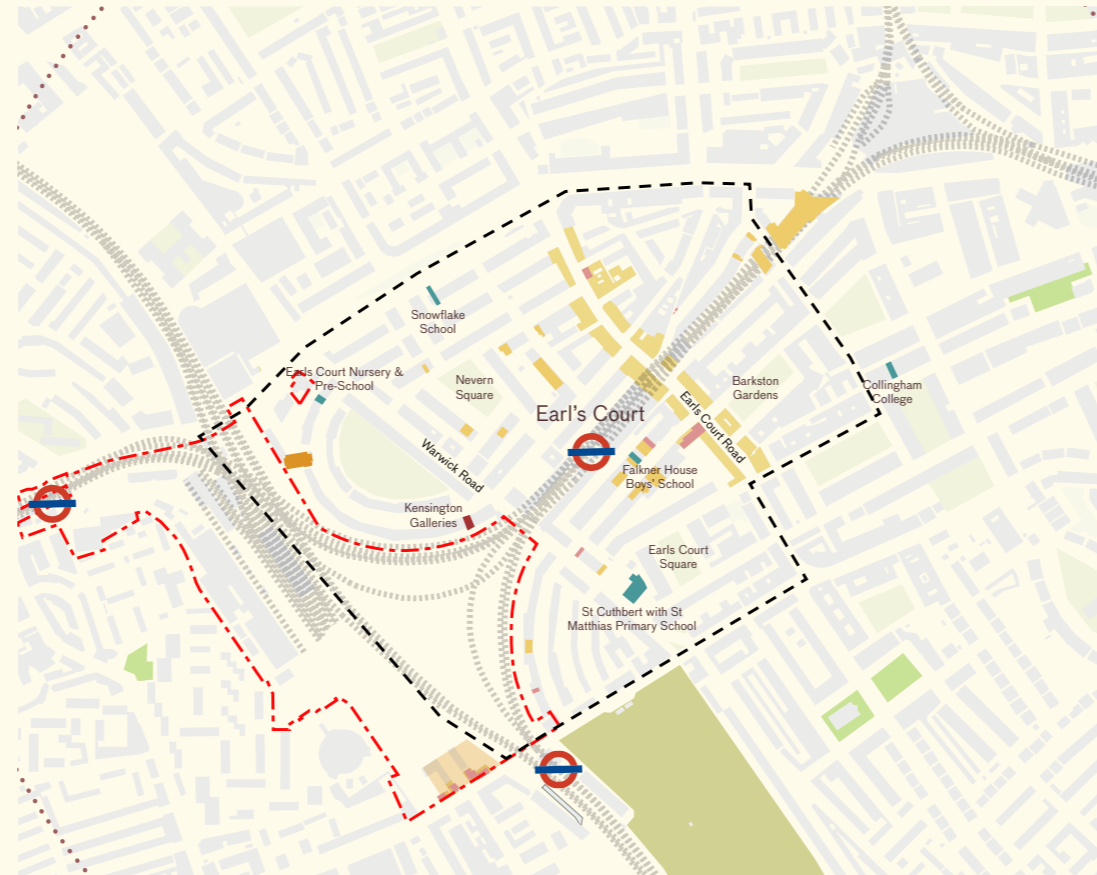 Snowflake
School
Earls Court Nursery &
Pre-School
Nevern
Square
Barkston
Gardens
Collingham
College
Earl's Court
Earls Court Road
Warwick Road
Falkner House
Boys' School
Kensington
Galleries
Earls Court
Square
St Cuthbert with St
Matthias Primary School